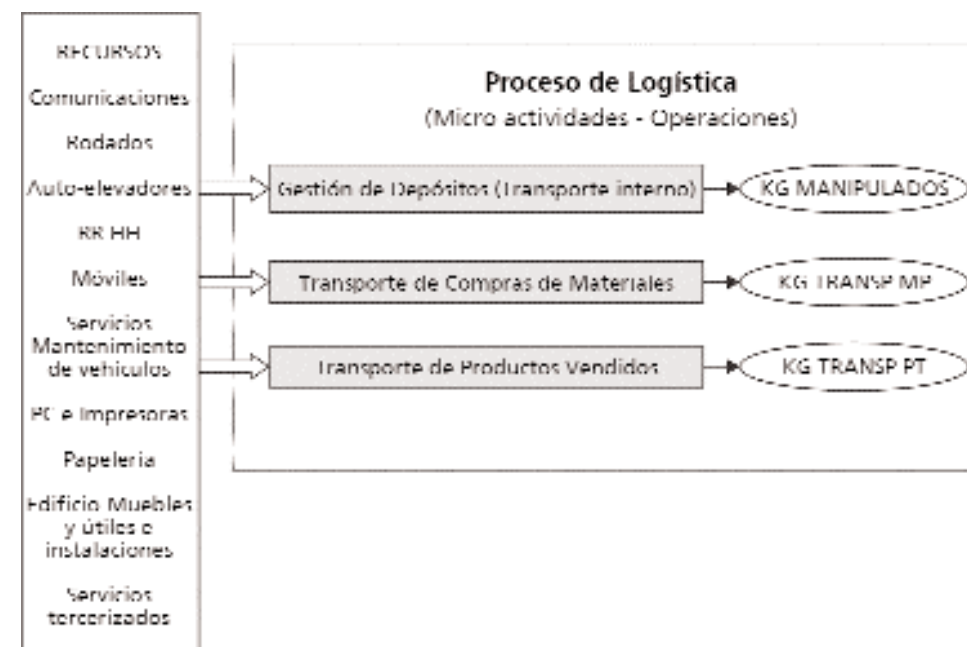 RECURSOS
Comunicaciones
Rodados
Auto-elevadores
RR HH
Móviles
Servicios
Mantenimiento
de vehículos
PC e Impresoras
Papelería
Edificio Muebles
y útiles e
instalaciones
Servicios
tercerizados
Proceso de Logística
(Micro actividades - Operaciones)
Gestión de Depósitos (Transporte interno)
KG MANIPULADOS
Transporte de Compras de Materiales
KG TRANSP MP
Transporte de Productos Vendidos
KG TRANSP PT